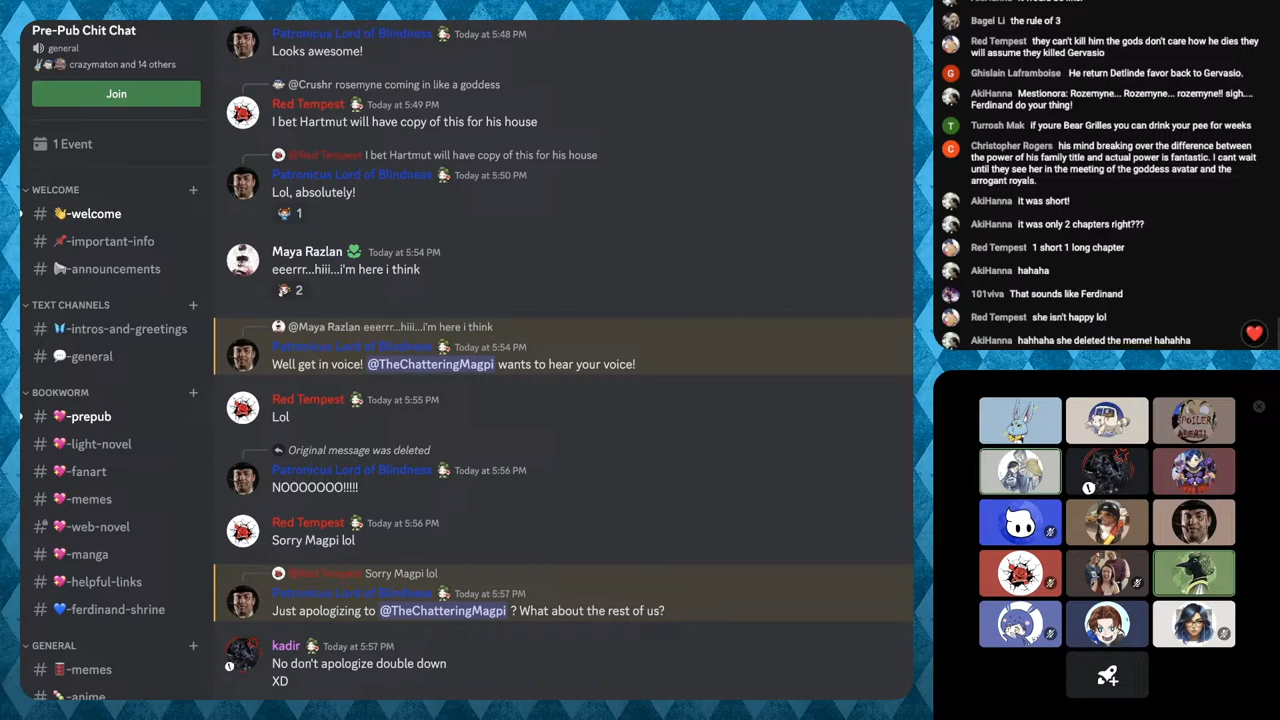 Pre-Pub Chit Chat
general
crazymaton and 14 others
Join
1 Event
WELCOME
-welcome
-important-info
-announcements
TEXT CHANNELS
-intros-and-greetings
-general
BOOKWORM
-prepub
-light-novel
-fanart
-memes
-web-novel
-manga
-helpful-links
-ferdinand-shrine
GENERAL
-memes
-anime
Patronicus Lord of Blindness Today at 5:48 PM
Looks awesome!
@Crushr rosemyne coming in like a goddess
Red Tempest Today at 5:49 PM
I bet Hartmut will have copy of this for his house
@Red Tempest I bet Hartmut will have copy of this for his house
Patronicus Lord of Blindness Today at 5:50 PM
Lol, absolutely!
1
Maya Razlan Today at 5:54 PM
eeerrr...hiii...i'm here i think
2
@Maya Razlan eeerrr...hiii...i'm here i think
Patronicus Lord of Blindness Today at 5:54 PM
Well get in voice! @TheChatteringMagpi wants to hear your voice!
Red Tempest Today at 5:55 PM
Lol
Original message was deleted
Patronicus Lord of Blindness Today at 5:56 PM
NOOOOOOO!!!!!
Red Tempest Today at 5:56 PM
Sorry Magpi lol
@Red Tempest Sorry Magpi lol
Patronicus Lord of Blindness Today at 5:57 PM
Just apologizing to @TheChatteringMagpi ? What about the rest of us?
kadir Today at 5:57 PM
No don't apologize double down
XD
Bagel Li the rule of 3
Red Tempest they can't kill him the gods don't care how he dies they
will assume they killed Gervasio
Ghislain Laframboise He return Detlinde favor back to Gervasio.
AkiHanna Mestionora: Rozemyne... Rozemyne... rozemyne!! sigh....
Ferdinand do your thing!
Turrosh Mak if youre Bear Grilles you can drink your pee for weeks
Christopher Rogers his mind breaking over the difference between
the power of his family title and actual power is fantastic. I cant wait
until they see her in the meeting of the goddess avatar and the
arrogant royals.
AkiHanna it was short!
AkiHanna it was only 2 chapters right???
Red Tempest 1 short 1 long chapter
AkiHanna hahaha
101viva That sounds like Ferdinand
Red Tempest she isn't happy lol
AkiHanna hahhaha she deleted the meme! hahahha
SPOILER